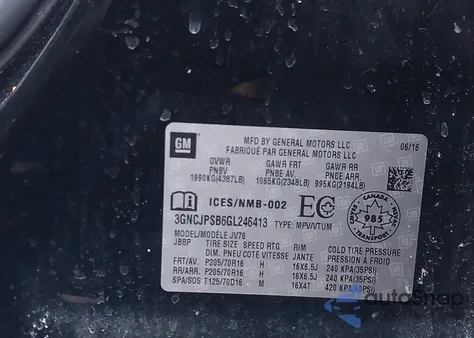 GM
MFD BY GENERAL MOTORS LLC
FABRIQUÉ PAR GENERAL MOTORS LLC
06/16
GVWR GAWR FRT GAWR RR
PNBV PNBE AV. PNBE ARR.
1990KG(4387LB) 1065KG(2348LB) 995KG(2194LB)
ICES/NMB-002 EC
CANADA
985
3GNCJPSB6GL246413 TYPE: MPV/VTUM
MODEL/MODÈLE JV76
JBBP TIRE SIZE SPEED RTG RIM COLD TIRE PRESSURE
DIM. PNEU COTE VITESSE JANTE PRESSION À FROID
FRT/AV. P205/70R16 H 16X6.5J 240 KPA(35PSI)
RR/ARR. P205/70R16 H 16X6.5J 240 KPA(35PSI)
SPA/SOS T125/70D16 M 16X4T 420 KPA(60PSI)
autoSnap